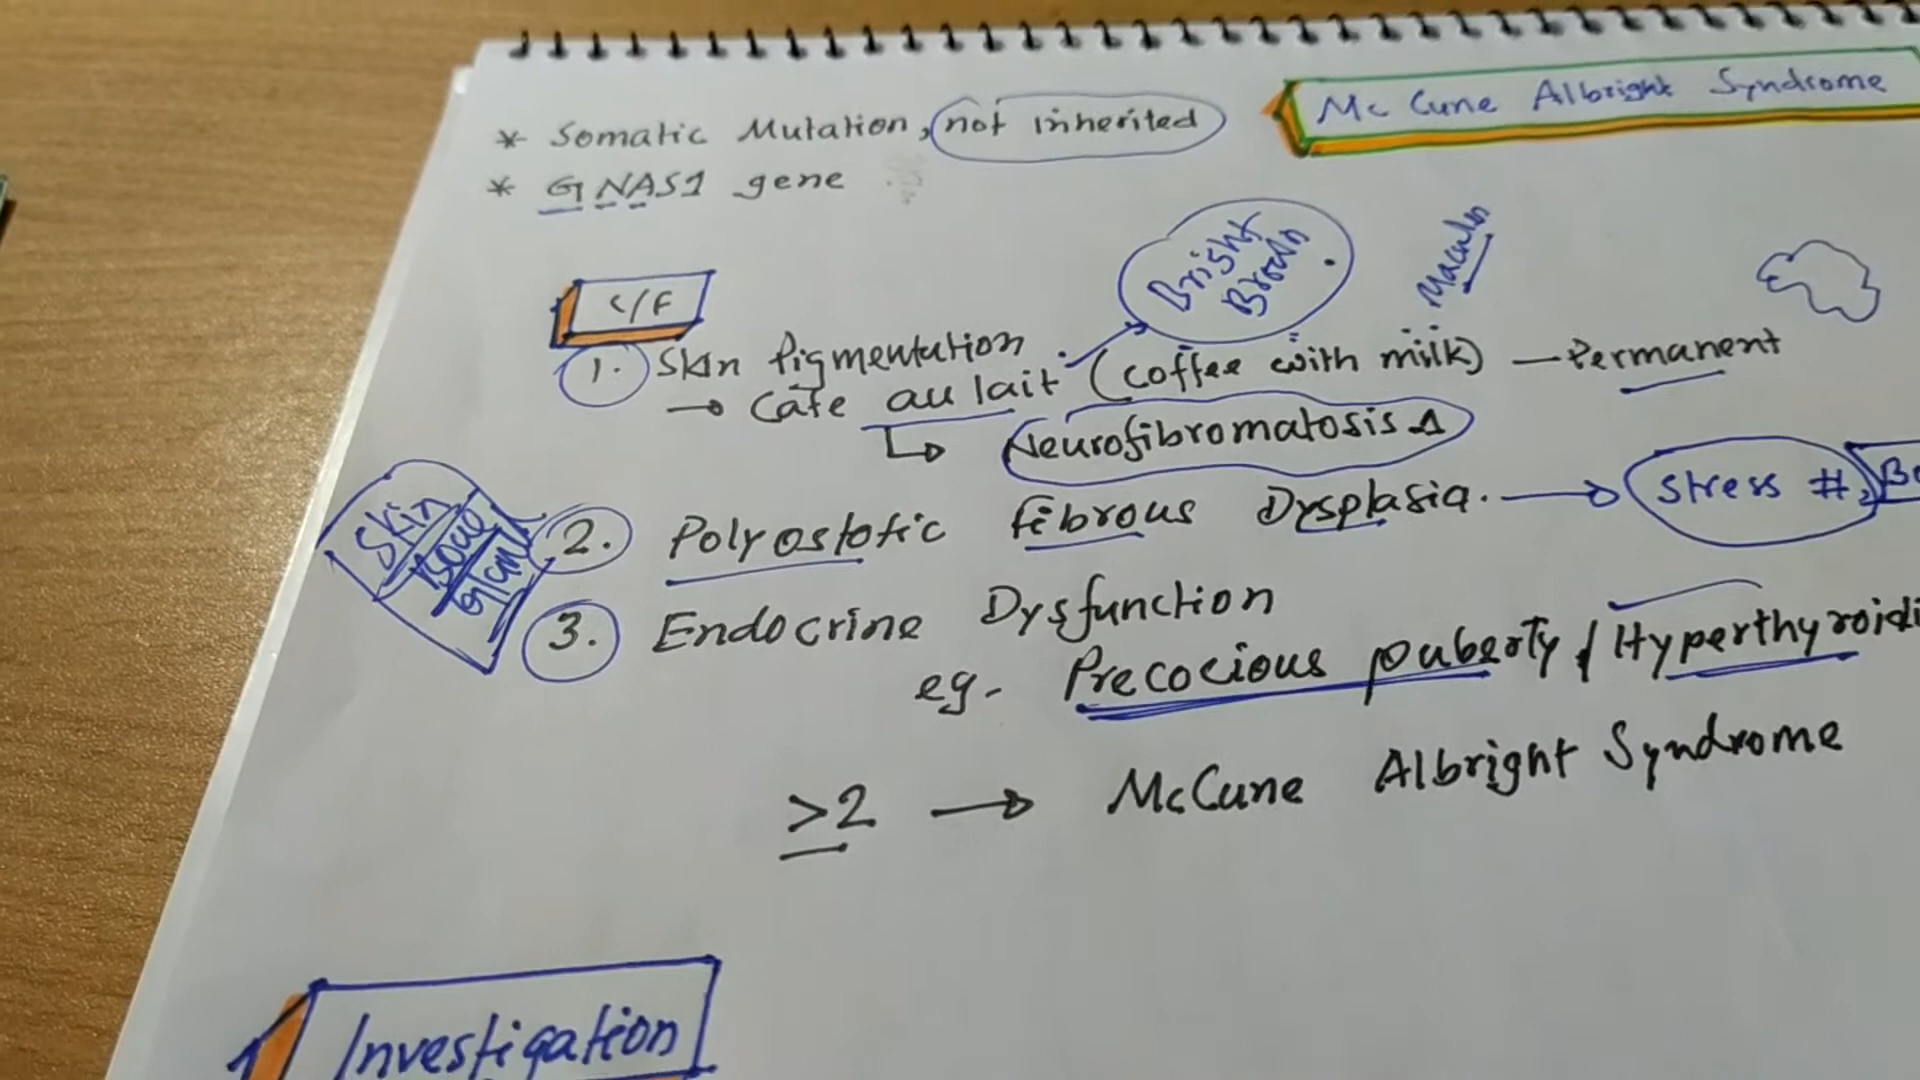 Mc Cune Albright Syndrome
* Somatic Mutation, not inherited
* GNAS1 gene
C/F
Bright Brown
Macules
1. Skin Pigmentation
→ Cafe au lait (coffee with milk) — Permanent
↳ Neurofibromatosis 1
2. Polyostotic fibrous Dysplasia. → Stress #,
Skin
Bone
3. Endocrine Dysfunction
eg- Precocious puberty / Hyperthyroidi
>2 → McCune Albright Syndrome
Investigation